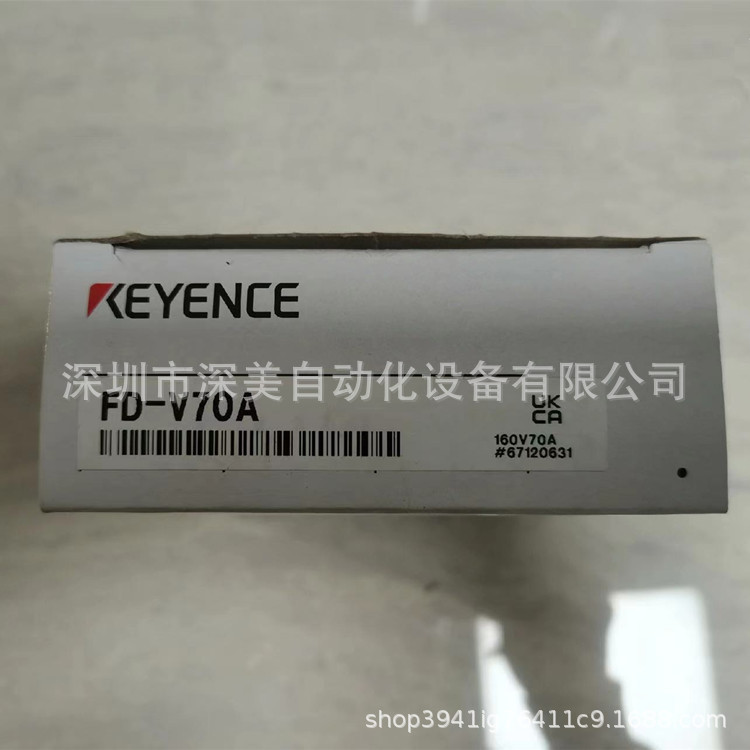 KEYENCE
深圳市深美自动化设备有限公司
FD-V70A
UK
CA
160V70A
#67120631